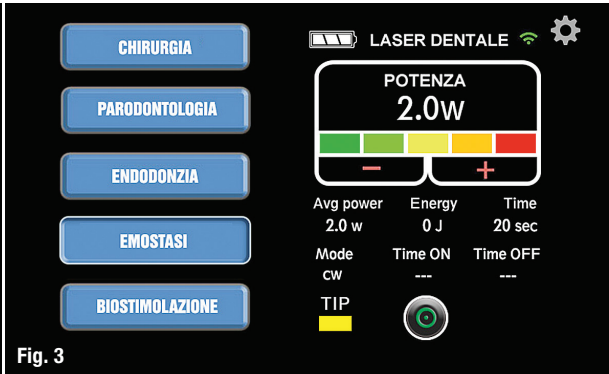 CHIRURGIA
PARODONTOLOGIA
ENDODONZIA
EMOSTASI
BIOSTIMOLAZIONE
LASER DENTALE
POTENZA
2.0W
− +
Avg power Energy Time
2.0 w 0 J 20 sec
Mode Time ON Time OFF
CW --- ---
TIP
Fig. 3